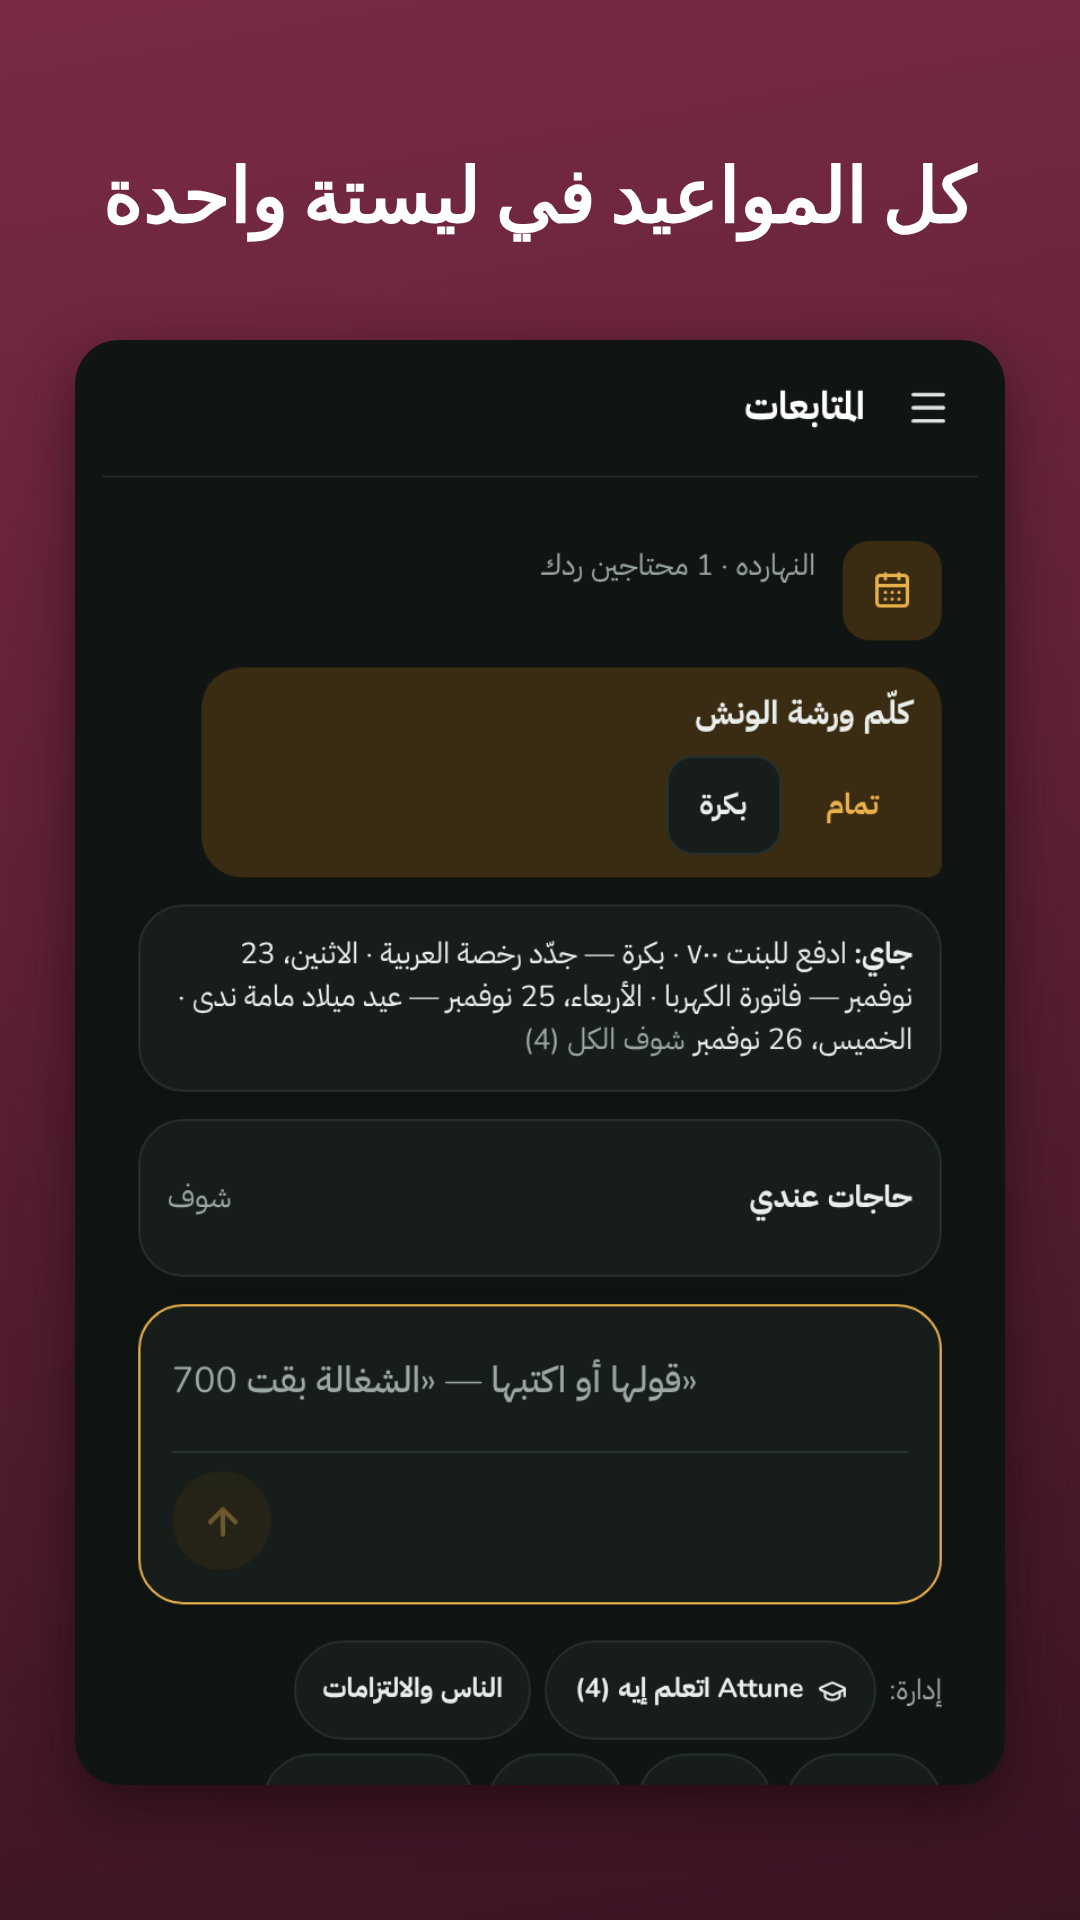 كل المواعيد في ليستة واحدة
المتابعات
النهارده · 1 محتاجين ردك
كلّم ورشة الونش
تمام
بكرة
جاي: ادفع للبنت ٧٠٠ · بكرة — جدّد رخصة العربية · الاثنين، 23
نوفمبر — فاتورة الكهربا · الأربعاء، 25 نوفمبر — عيد ميلاد مامة ندى ·
الخميس، 26 نوفمبر شوف الكل (4)
حاجات عندي
شوف
«قولها أو اكتبها — «الشغالة بقت 700
إدارة:
Attune اتعلم إيه (4)
الناس والالتزامات